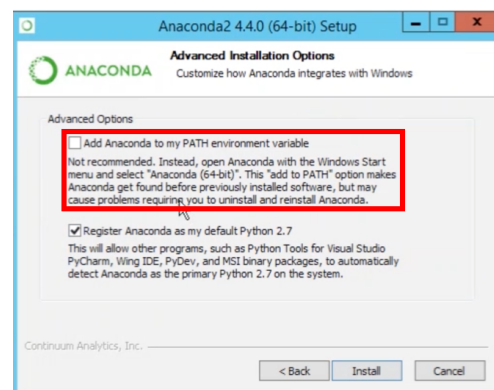 Anaconda2 4.4.0 (64-bit) Setup
ANACONDA
Advanced Installation Options
Customize how Anaconda integrates with Windows
Advanced Options
Add Anaconda to my PATH environment variable
Not recommended. Instead, open Anaconda with the Windows Start
menu and select "Anaconda (64-bit)". This "add to PATH" option makes
Anaconda get found before previously installed software, but may
cause problems requiring you to uninstall and reinstall Anaconda.
Register Anaconda as my default Python 2.7
This will allow other programs, such as Python Tools for Visual Studio
PyCharm, Wing IDE, PyDev, and MSI binary packages, to automatically
detect Anaconda as the primary Python 2.7 on the system.
Continuum Analytics, Inc.
< Back
Install
Cancel